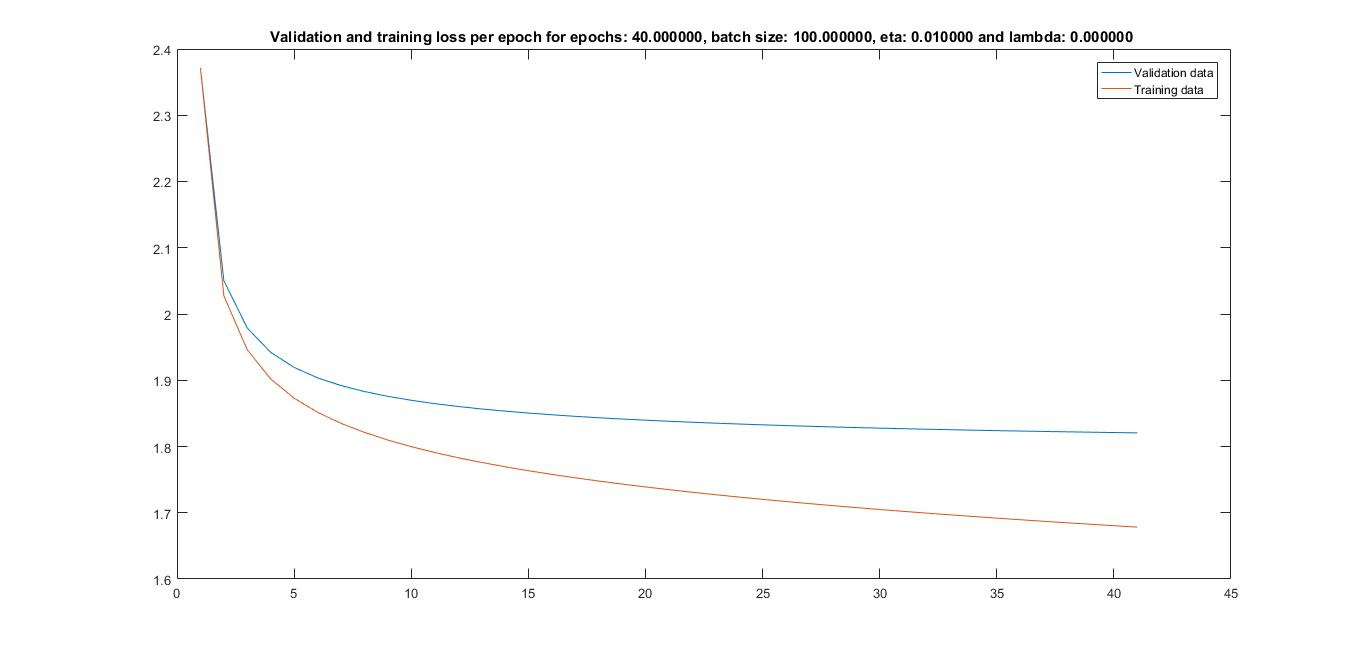 Validation and training loss per epoch for epochs: 40.000000, batch size: 100.000000, eta: 0.010000 and lambda: 0.000000
Validation data
Training data
2.4
2.3
2.2
2.1
2
1.9
1.8
1.7
1.6
0 5 10 15 20 25 30 35 40 45